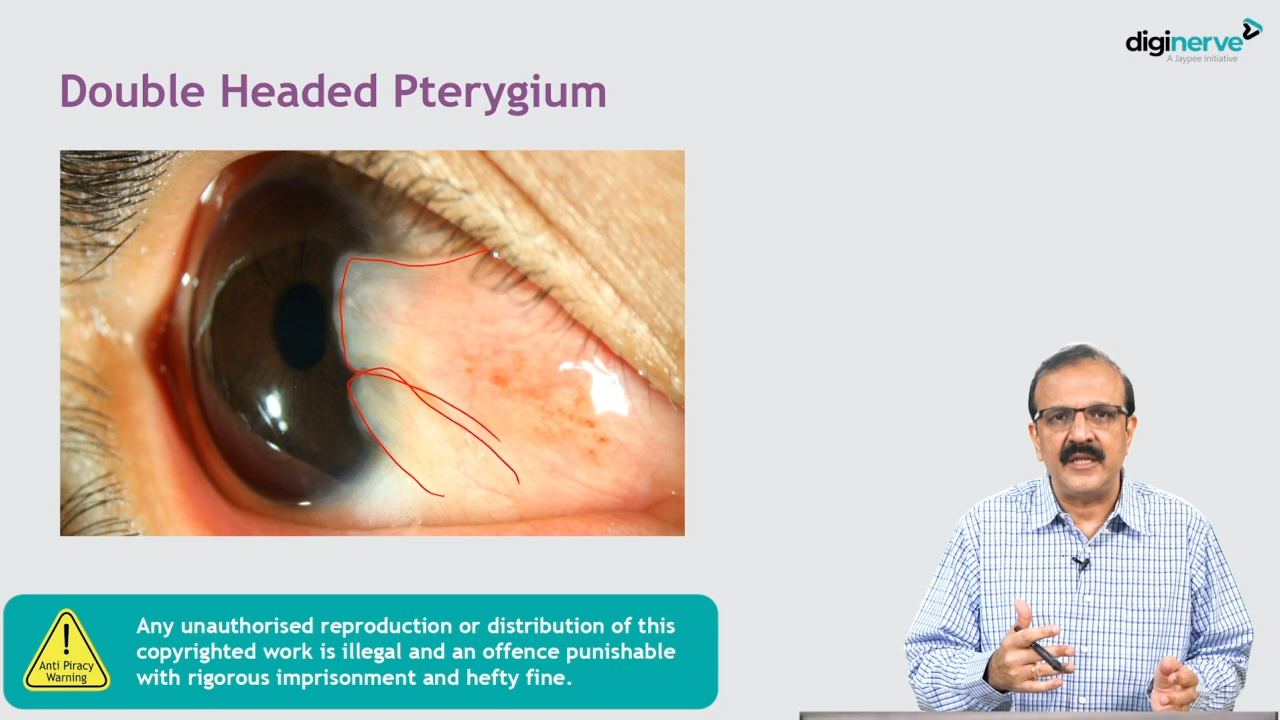 diginerve
A Jaypee Initiative
Double Headed Pterygium
Anti Piracy
Warning
Any unauthorised reproduction or distribution of this
copyrighted work is illegal and an offence punishable
with rigorous imprisonment and hefty fine.